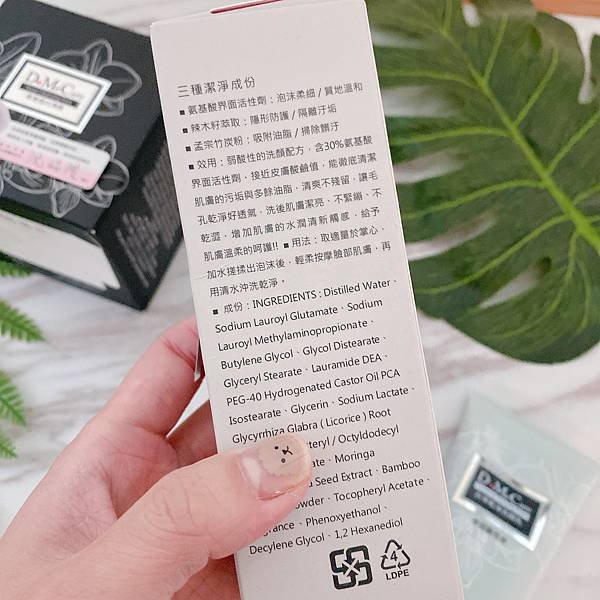 三種潔淨成份
■ 氨基酸界面活性劑：泡沫柔細 / 質地溫和
■ 辣木籽萃取：隱形防護 / 隔離汙垢
■ 孟宗竹炭粉：吸附油脂 / 掃除髒汙
■ 效用：弱酸性的洗顏配方，含30%氨基酸
界面活性劑，接近皮膚酸鹼值，能徹底清潔
肌膚的污垢與多餘油脂，清爽不殘留，讓毛
孔乾淨好透氣，洗後肌膚潔亮、不緊繃、不
乾澀，增加肌膚的水潤清新觸感，給予
肌膚溫柔的呵護!! ■ 用法：取適量於掌心，
加水搓揉出泡沫後，輕柔按摩臉部肌膚，再
用清水沖洗乾淨。
■ 成份：INGREDIENTS : Distilled Water、
Sodium Lauroyl Glutamate、Sodium
Lauroyl Methylaminopropionate、
Butylene Glycol、Glycol Distearate、
Glyceryl Stearate、Lauramide DEA、
PEG-40 Hydrogenated Castor Oil PCA
Isostearate、Glycerin、Sodium Lactate、
Glycyrrhiza Glabra ( Licorice ) Root
/ Octyldodecyl
Moringa
Seed Extract、Bamboo
Tocopheryl Acetate、
Phenoxyethanol、
Decylene Glycol、1,2 Hexanediol
4
LDPE
D.M.C
D.M.C